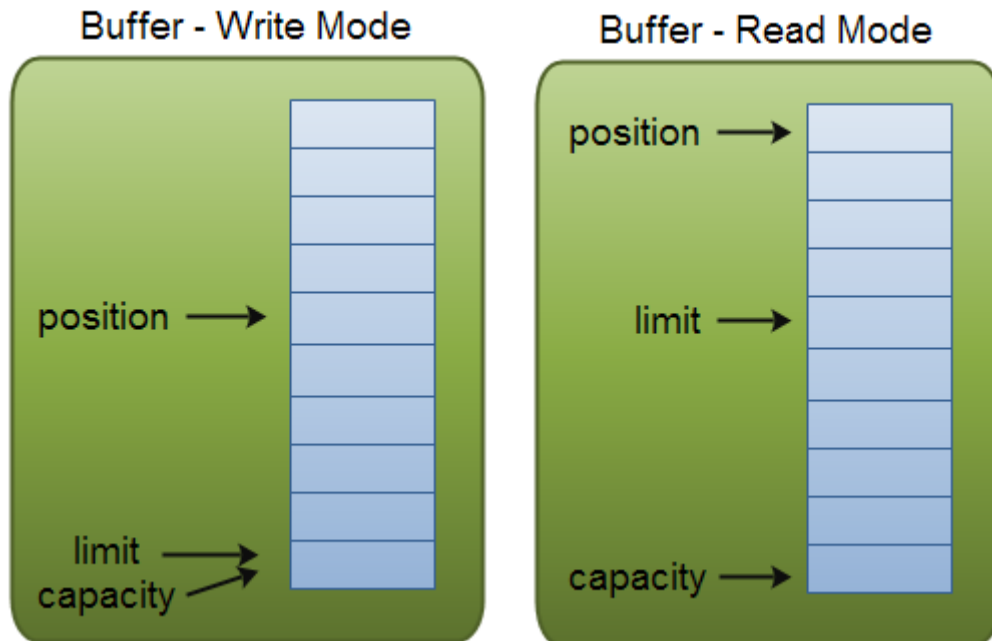 Buffer - Write Mode
position
limit
capacity
Buffer - Read Mode
position
limit
capacity